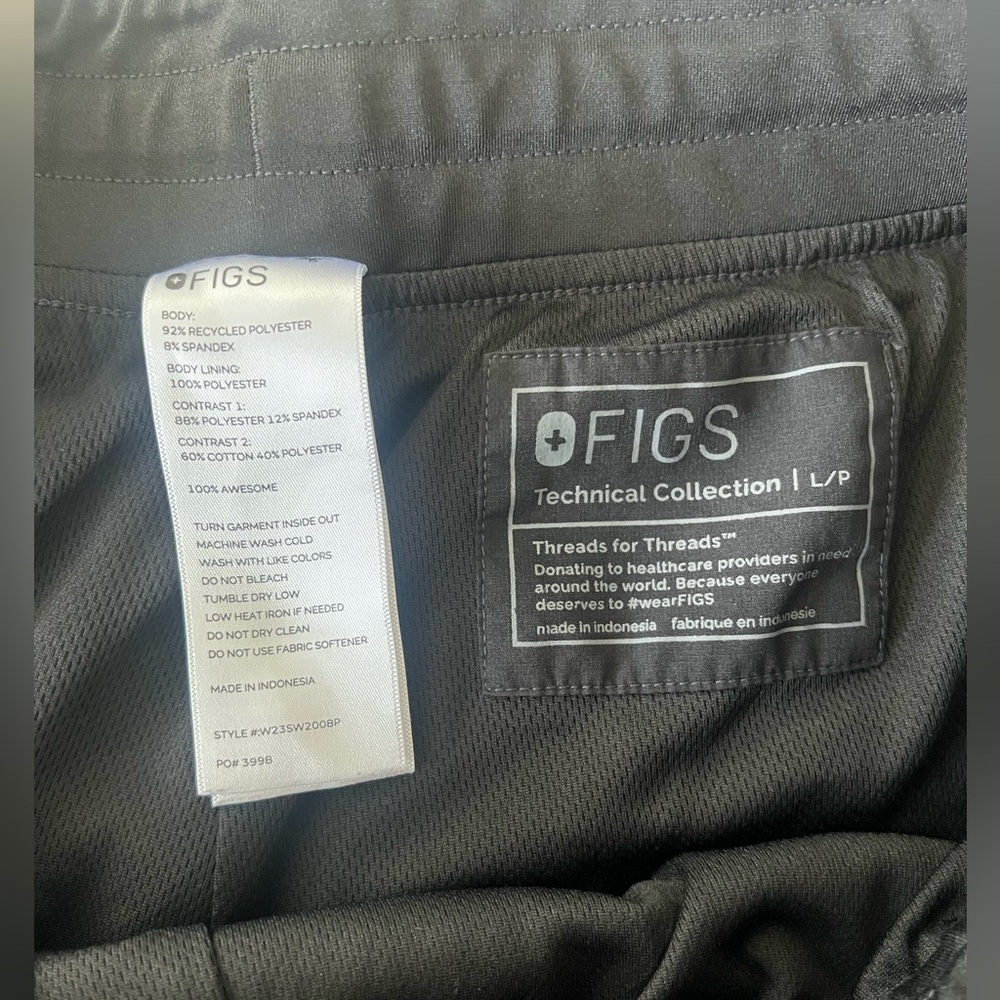 FIGS
BODY:
92% RECYCLED POLYESTER
8% SPANDEX
BODY LINING:
100% POLYESTER
CONTRAST 1:
88% POLYESTER 12% SPANDEX
CONTRAST 2:
60% COTTON 40% POLYESTER
100% AWESOME
TURN GARMENT INSIDE OUT
MACHINE WASH COLD
WASH WITH LIKE COLORS
DO NOT BLEACH
TUMBLE DRY LOW
LOW HEAT IRON IF NEEDED
DO NOT DRY CLEAN
DO NOT USE FABRIC SOFTENER
MADE IN INDONESIA
STYLE #:W23SW2008P
PO# 3998
FIGS
Technical Collection | L/P
Threads for Threads™
Donating to healthcare providers in need
around the world. Because everyone
deserves to #wearFIGS
made in indonesia fabrique en indonesie